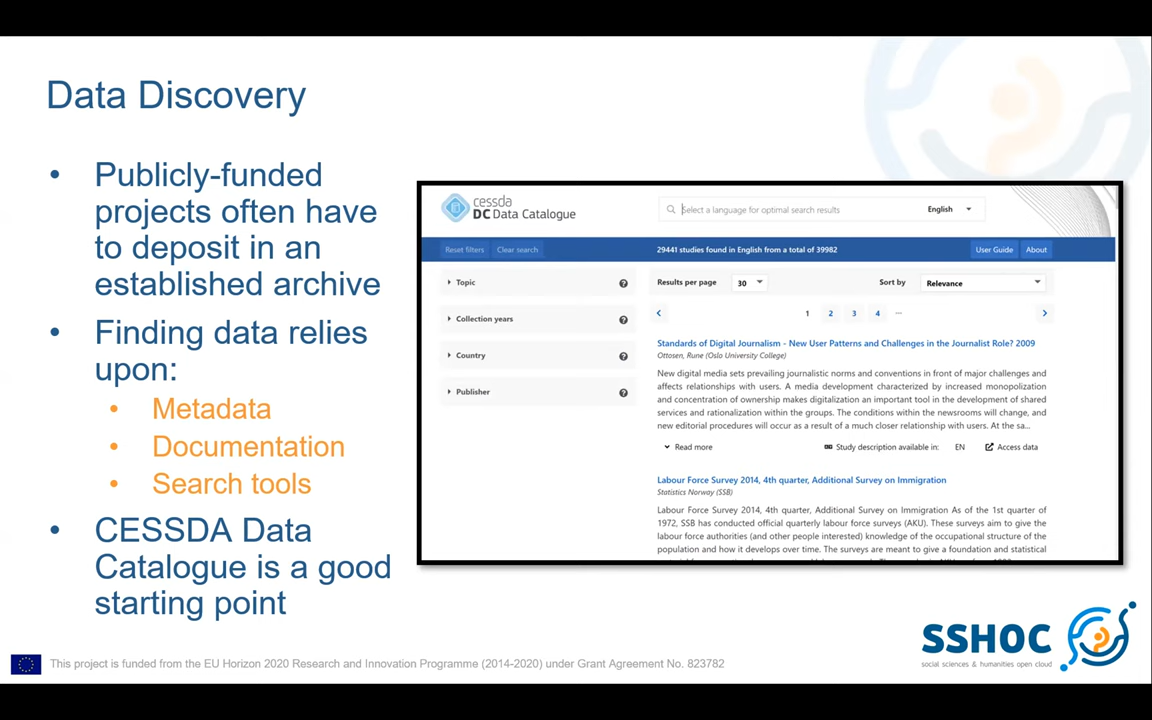 Data Discovery
• Publicly-funded
projects often have
to deposit in an
established archive
• Finding data relies
upon:
• Metadata
• Documentation
• Search tools
• CESSDA Data
Catalogue is a good
starting point
cessda
DC Data Catalogue
Select a language for optimal search results
English
Reset filters
Clear search
29441 studies found in English from a total of 39982
User Guide
About
Topic
Collection years
Country
Publisher
Results per page
30
Sort by
Relevance
1 2 3 4 ...
Standards of Digital Journalism - New User Patterns and Challenges in the Journalist Role? 2009
Ottosen, Rune (Oslo University College)
New digital media sets prevailing journalistic norms and conventions in front of major challenges and
affects relationships with users. A media development characterized by increased monopolization
and concentration of ownership makes digitalization an important tool in the development of shared
services and rationalization within the groups. The conditions within the newsrooms will change, and
new editorial procedures will occur as a result of a much closer relationship with users. At the sa...
Read more
Study description available in: EN
Access data
Labour Force Survey 2014, 4th quarter, Additional Survey on Immigration
Statistics Norway (SSB)
Labour Force Survey 2014, 4th quarter, Additional Survey on Immigration As of the 1st quarter of
1972, SSB has conducted official quarterly labour force surveys (AKU). These surveys aim to give the
labour force authorities (and other people interested) knowledge of the occupational structure of the
population and how it develops over time. The surveys are meant to give a foundation and statistical
SSHOC
social sciences & humanities open cloud
This project is funded from the EU Horizon 2020 Research and Innovation Programme (2014-2020) under Grant Agreement No. 823782